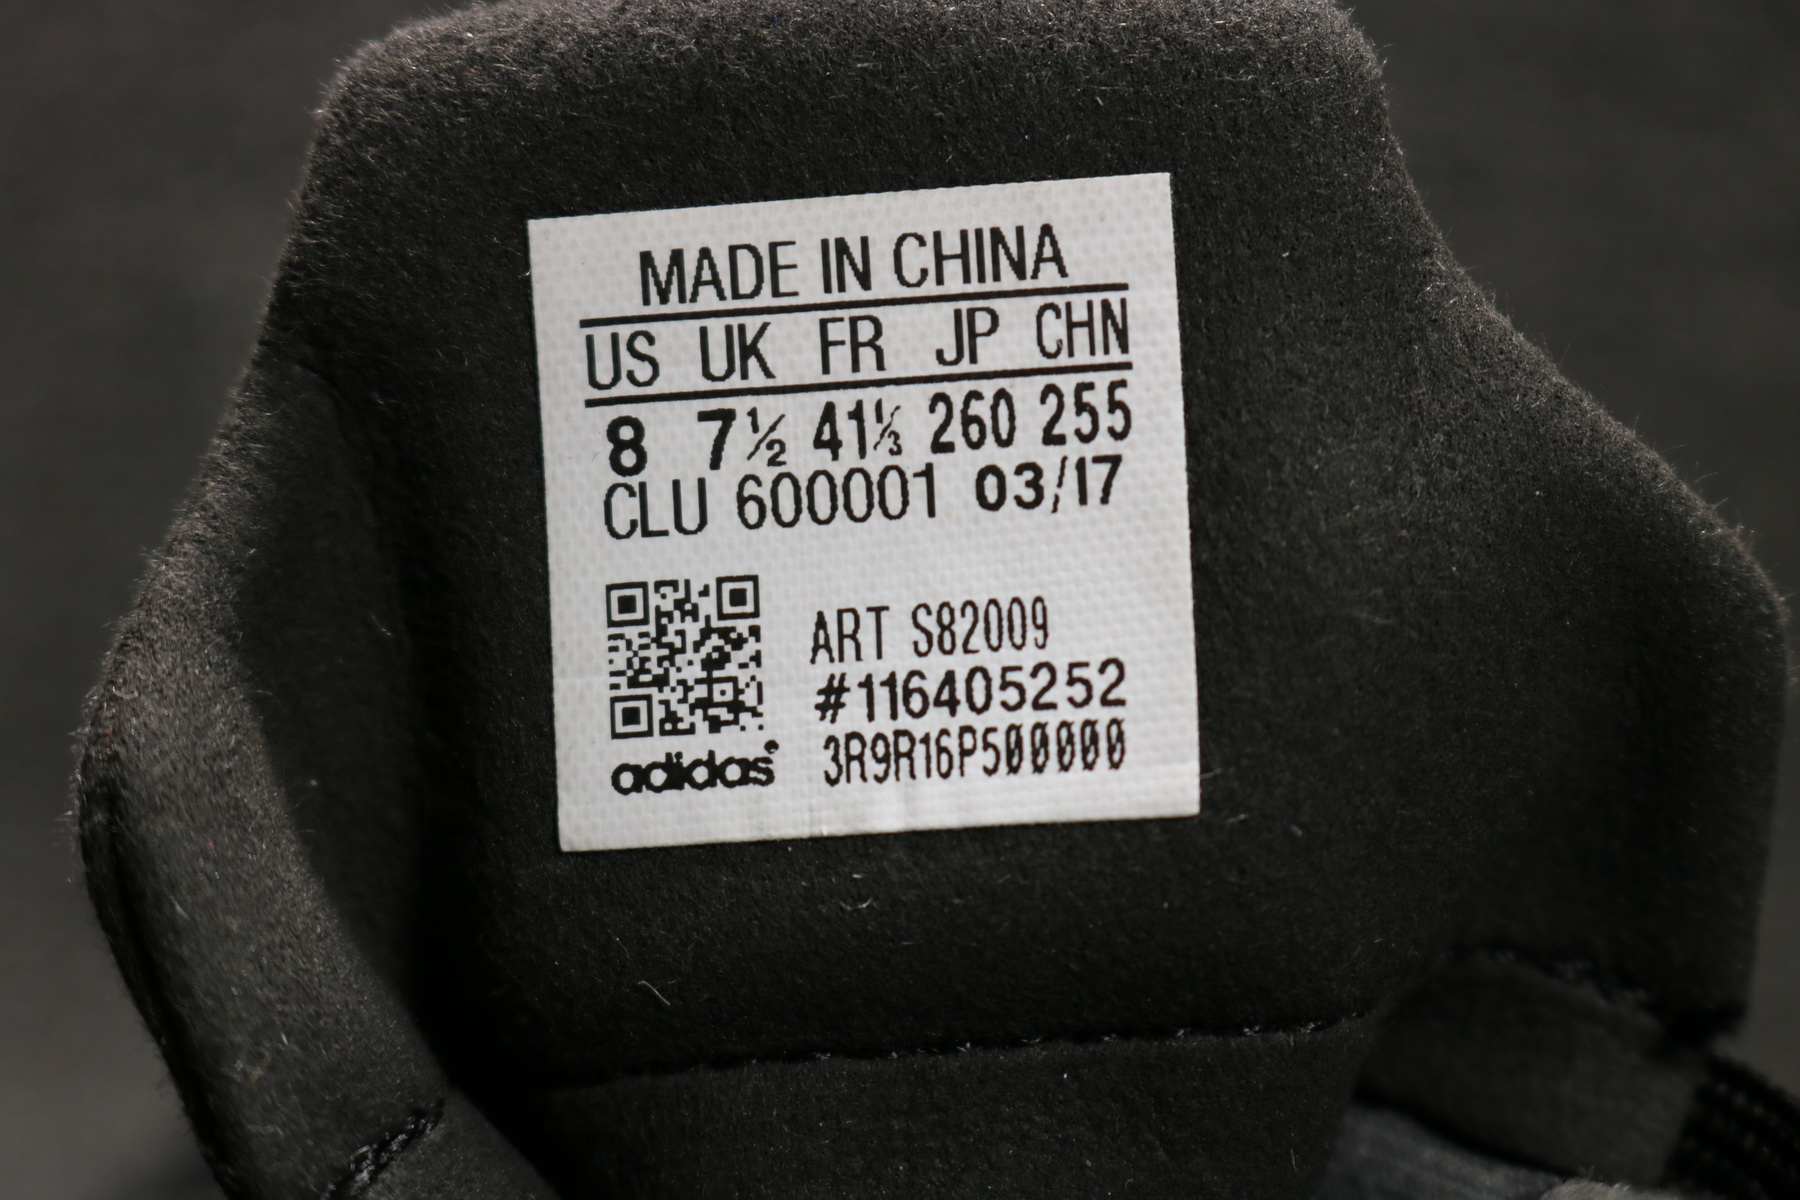 MADE IN CHINA
US UK FR JP CHN
8 7½ 41⅓ 260 255
CLU 600001 03/17
ART S82009
#116405252
3R9R16P500000
adidas